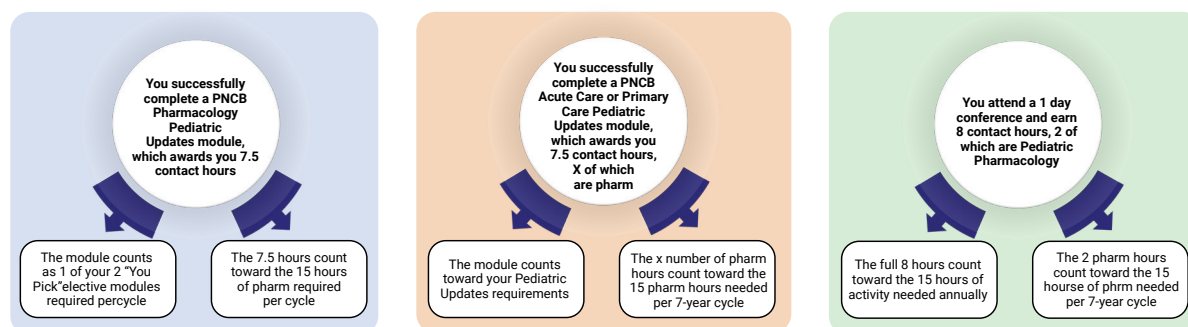 You successfully
complete a PNCB
Pharmacology
Pediatric
Updates module,
which awards you 7.5
contact hours
The module counts
as 1 of your 2 “You
Pick”elective modules
required percycle
The 7.5 hours count
toward the 15 hours
of pharm required
per cycle
You successfully
complete a PNCB
Acute Care or Primary
Care Pediatric
Updates module,
which awards you
7.5 contact hours,
X of which
are pharm
The module counts
toward your Pediatric
Updates requirements
The x number of pharm
hours count toward the
15 pharm hours needed
per 7-year cycle
You attend a 1 day
conference and earn
8 contact hours, 2 of
which are Pediatric
Pharmacology
The full 8 hours count
toward the 15 hours of
activity needed annually
The 2 pharm hours
count toward the 15
hourse of phrm needed
per 7-year cycle